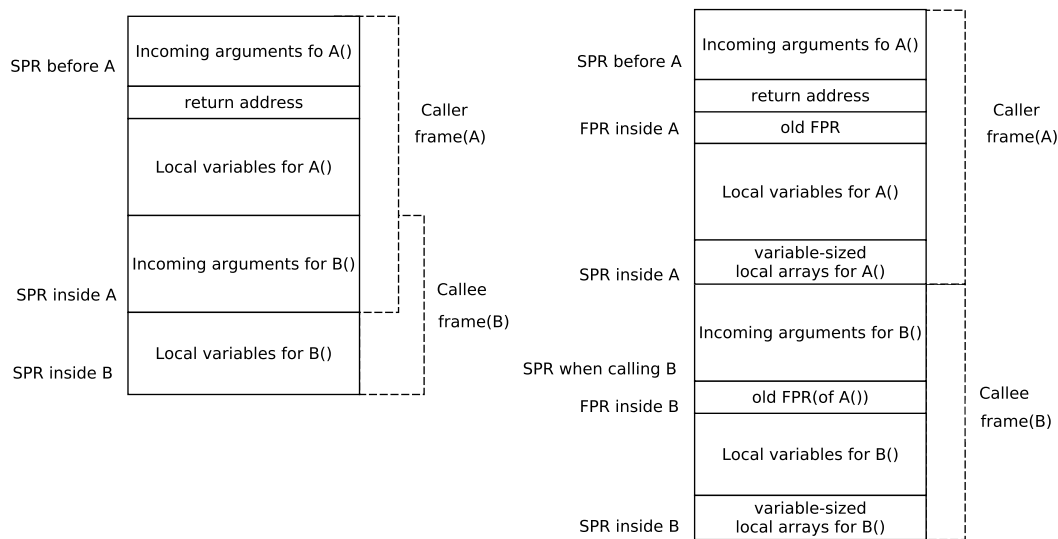 Incoming arguments fo A()
SPR before A
return address
Caller
frame(A)
Local variables for A()
Incoming arguments for B()
SPR inside A
Callee
frame(B)
Local variables for B()
SPR inside B
Incoming arguments fo A()
SPR before A
return address
Caller
frame(A)
FPR inside A
old FPR
Local variables for A()
variable-sized
local arrays for A()
SPR inside A
Incoming arguments for B()
SPR when calling B
old FPR(of A())
FPR inside B
Callee
frame(B)
Local variables for B()
variable-sized
local arrays for B()
SPR inside B